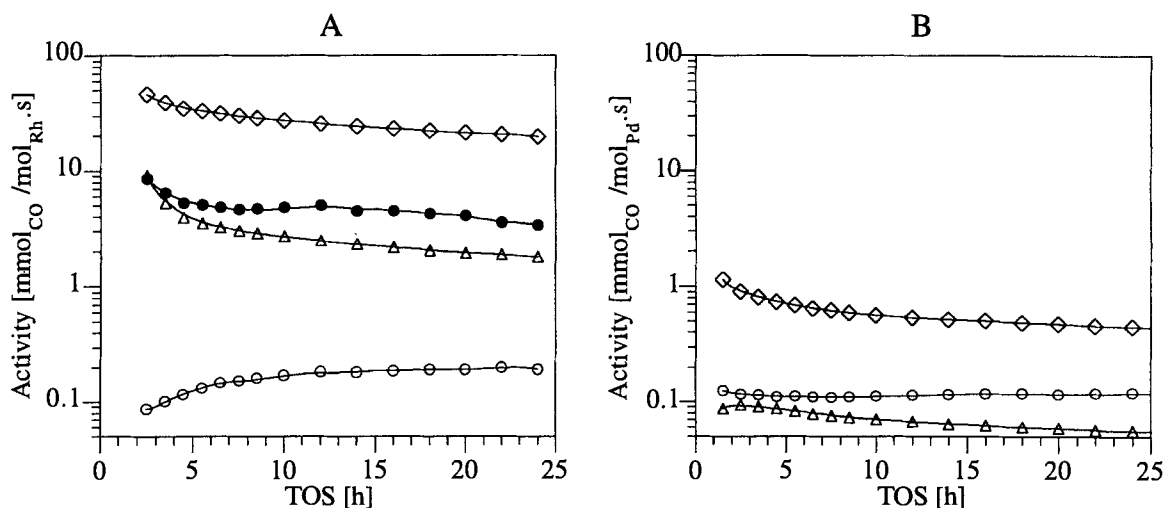 A
100
10
1
0.1
Activity [mmol_CO /mol_Rh.s]
0 5 10 15 20 25
TOS [h]
B
100
10
1
0.1
Activity [mmol_CO /mol_Pd.s]
0 5 10 15 20 25
TOS [h]